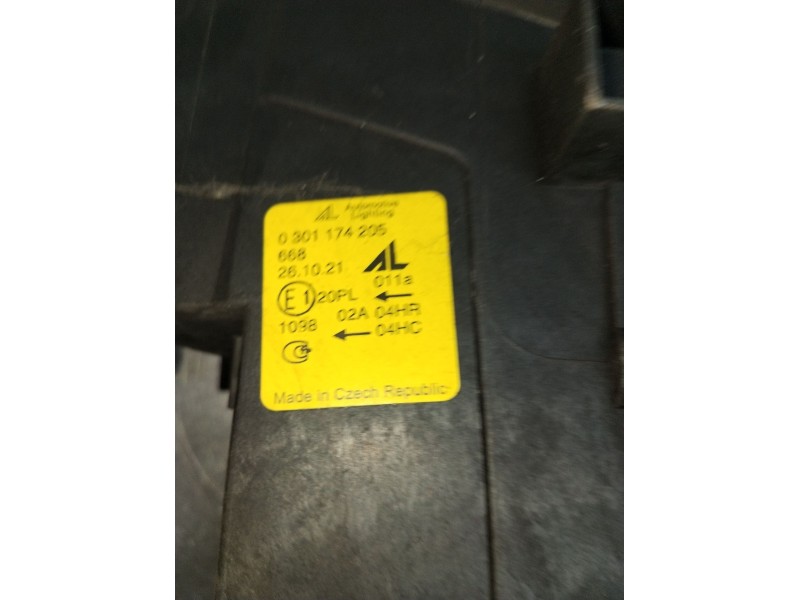 AL Automotive
Lighting
0 301 174 205
668
26.10.21 AL
011a
E1 20PL ←
02A 04HR
1098 ← 04HC
Made in Czech Republic